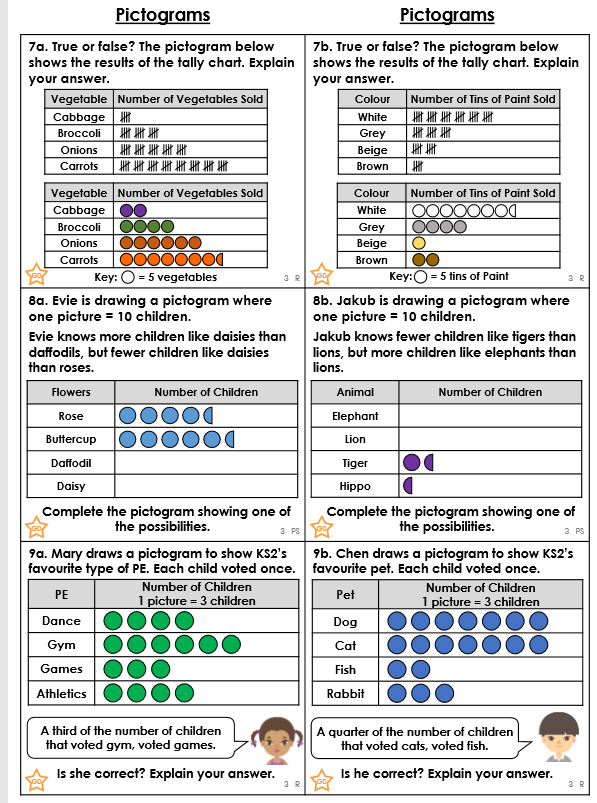 Pictograms
Pictograms
7a. True or false? The pictogram below
shows the results of the tally chart. Explain
your answer.
Vegetable Number of Vegetables Sold
Cabbage
Broccoli
Onions
Carrots
Vegetable Number of Vegetables Sold
Cabbage
Broccoli
Onions
Carrots
Key: = 5 vegetables
GD
3 R
7b. True or false? The pictogram below
shows the results of the tally chart. Explain
your answer.
Colour Number of Tins of Paint Sold
White
Grey
Beige
Brown
Colour Number of Tins of Paint Sold
White
Grey
Beige
Brown
Key: = 5 tins of Paint
GD
3 R
8a. Evie is drawing a pictogram where
one picture = 10 children.
Evie knows more children like daisies than
daffodils, but fewer children like daisies
than roses.
Flowers Number of Children
Rose
Buttercup
Daffodil
Daisy
Complete the pictogram showing one of
the possibilities.
GD
3 PS
8b. Jakub is drawing a pictogram where
one picture = 10 children.
Jakub knows fewer children like tigers than
lions, but more children like elephants than
lions.
Animal Number of Children
Elephant
Lion
Tiger
Hippo
Complete the pictogram showing one of
the possibilities.
GD
3 PS
9a. Mary draws a pictogram to show KS2's
favourite type of PE. Each child voted once.
PE Number of Children
1 picture = 3 children
Dance
Gym
Games
Athletics
A third of the number of children
that voted gym, voted games.
Is she correct? Explain your answer.
GD
3 R
9b. Chen draws a pictogram to show KS2's
favourite pet. Each child voted once.
Pet Number of Children
1 picture = 3 children
Dog
Cat
Fish
Rabbit
A quarter of the number of children
that voted cats, voted fish.
Is he correct? Explain your answer.
GD
3 R